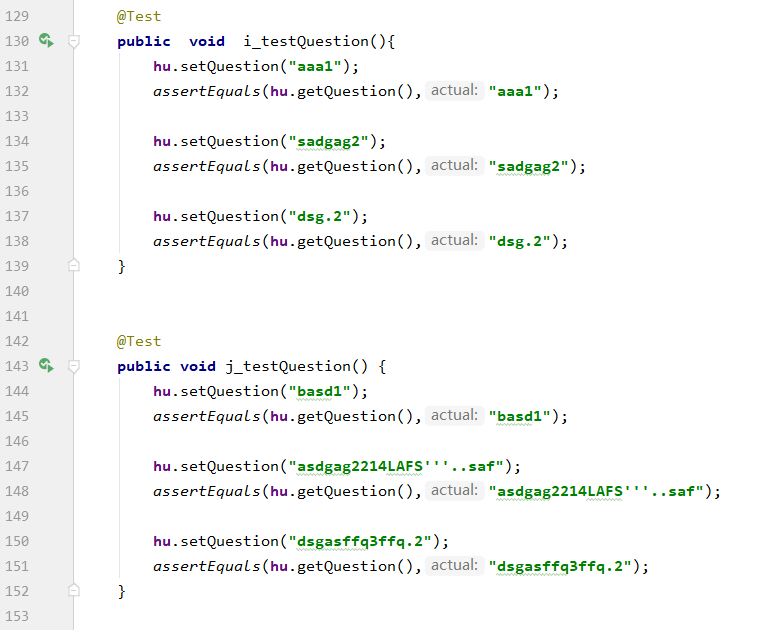 129 @Test
130 public  void  i_testQuestion(){
131 hu.setQuestion("aaa1");
132 assertEquals(hu.getQuestion(), actual: "aaa1");
133
134 hu.setQuestion("sadgag2");
135 assertEquals(hu.getQuestion(), actual: "sadgag2");
136
137 hu.setQuestion("dsg.2");
138 assertEquals(hu.getQuestion(), actual: "dsg.2");
139 }
140
141
142 @Test
143 public void j_testQuestion() {
144 hu.setQuestion("basd1");
145 assertEquals(hu.getQuestion(), actual: "basd1");
146
147 hu.setQuestion("asdgag2214LAFS'''..saf");
148 assertEquals(hu.getQuestion(), actual: "asdgag2214LAFS'''..saf");
149
150 hu.setQuestion("dsgasffq3ffq.2");
151 assertEquals(hu.getQuestion(), actual: "dsgasffq3ffq.2");
152 }
153